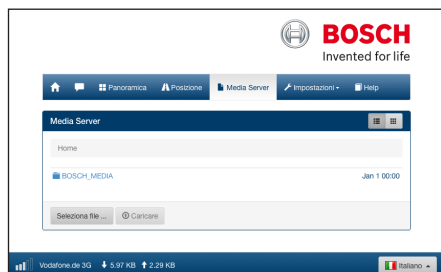 BOSCH
Invented for life
Panoramica Posizione Media Server Impostazioni Help
Media Server
Home
BOSCH_MEDIA Jan 1 00:00
Seleziona file ... Caricare
Vodafone.de 3G 5.97 KB 2.29 KB Italiano